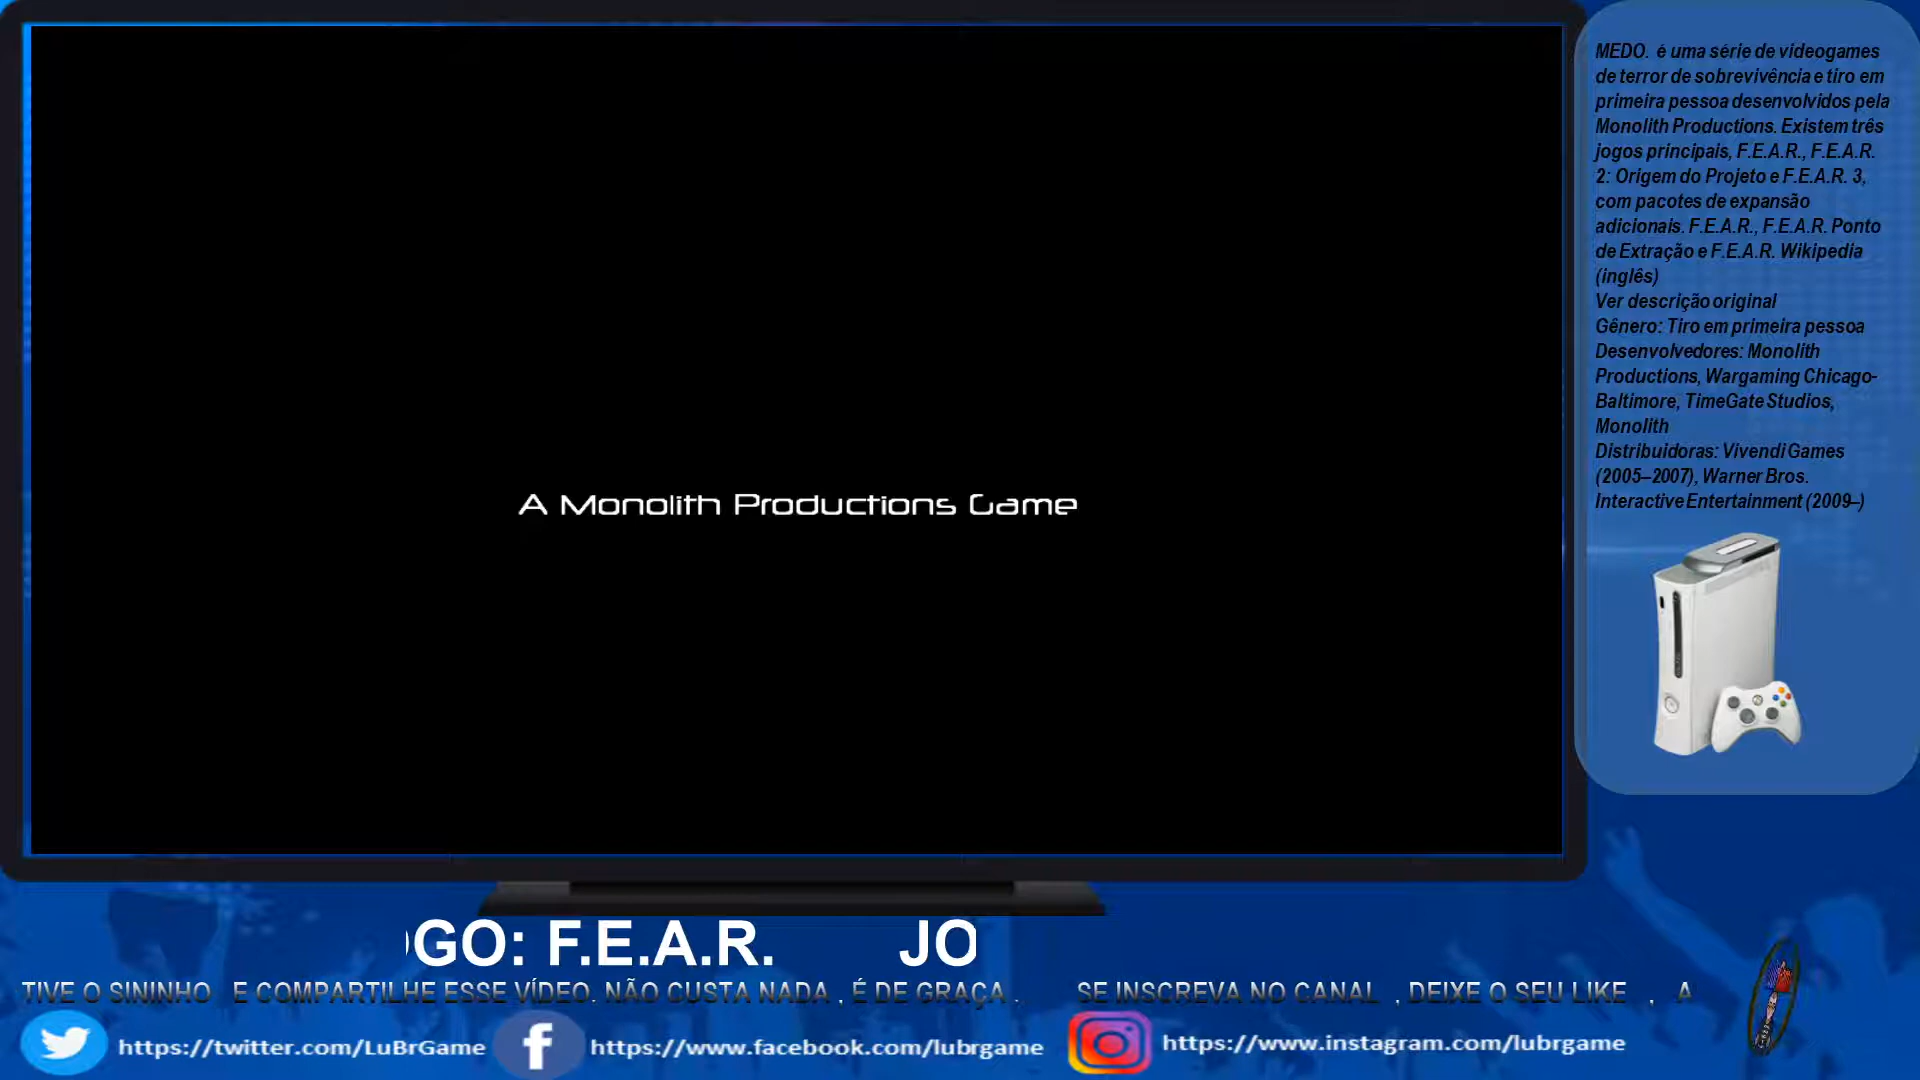 A Monolith Productions Game
MEDO. é uma série de videogames
de terror de sobrevivência e tiro em
primeira pessoa desenvolvidos pela
Monolith Productions. Existem três
jogos principais, F.E.A.R., F.E.A.R.
2: Origem do Projeto e F.E.A.R. 3,
com pacotes de expansão
adicionais. F.E.A.R., F.E.A.R. Ponto
de Extração e F.E.A.R. Wikipedia
(inglês)
Ver descrição original
Gênero: Tiro em primeira pessoa
Desenvolvedores: Monolith
Productions, Wargaming Chicago-
Baltimore, TimeGate Studios,
Monolith
Distribuidoras: Vivendi Games
(2005–2007), Warner Bros.
Interactive Entertainment (2009–)
OGO: F.E.A.R. JO
TIVE O SININHO E COMPARTILHE ESSE VÍDEO. NÃO CUSTA NADA , É DE GRAÇA . SE INSCREVA NO CANAL , DEIXE O SEU LIKE , A
https://twitter.com/LuBrGame https://www.facebook.com/lubrgame https://www.instagram.com/lubrgame